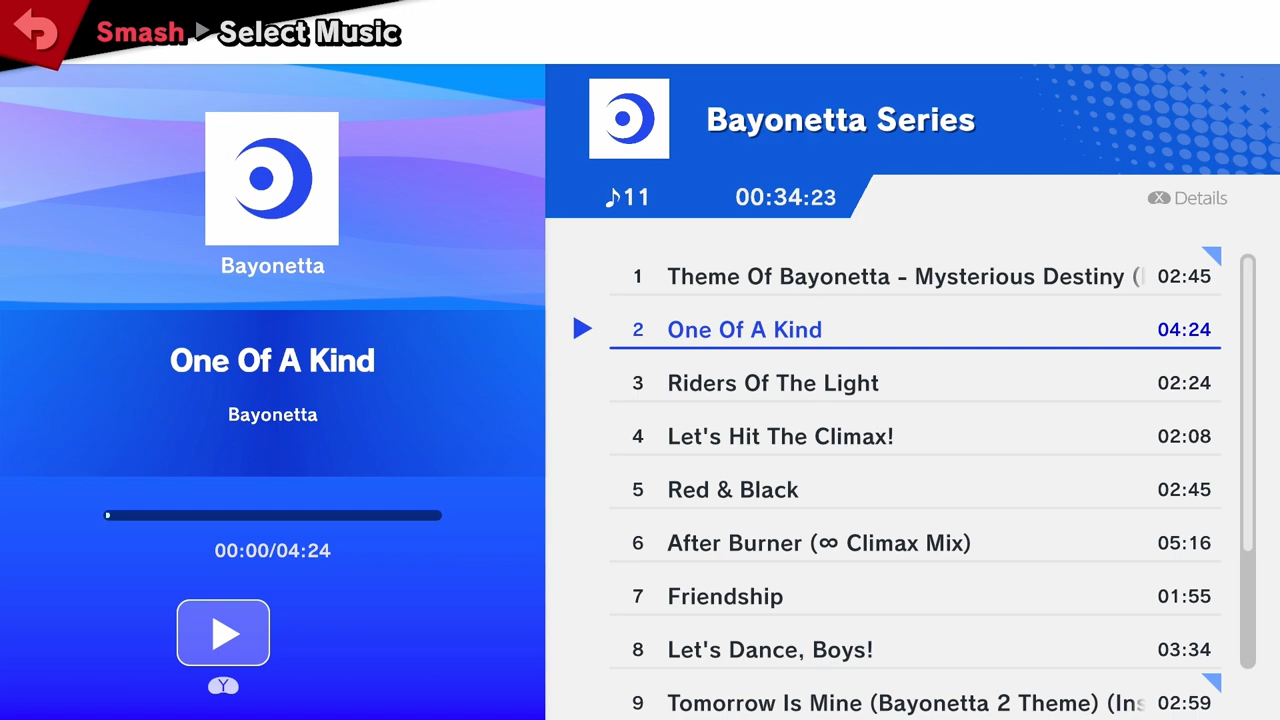 Smash ▶ Select Music
Bayonetta
One Of A Kind
Bayonetta
00:00/04:24
Y
Bayonetta Series
♪11 00:34:23
X Details
1 Theme Of Bayonetta - Mysterious Destiny ( 02:45
2 One Of A Kind 04:24
3 Riders Of The Light 02:24
4 Let's Hit The Climax! 02:08
5 Red & Black 02:45
6 After Burner (∞ Climax Mix) 05:16
7 Friendship 01:55
8 Let's Dance, Boys! 03:34
9 Tomorrow Is Mine (Bayonetta 2 Theme) (Ins 02:59